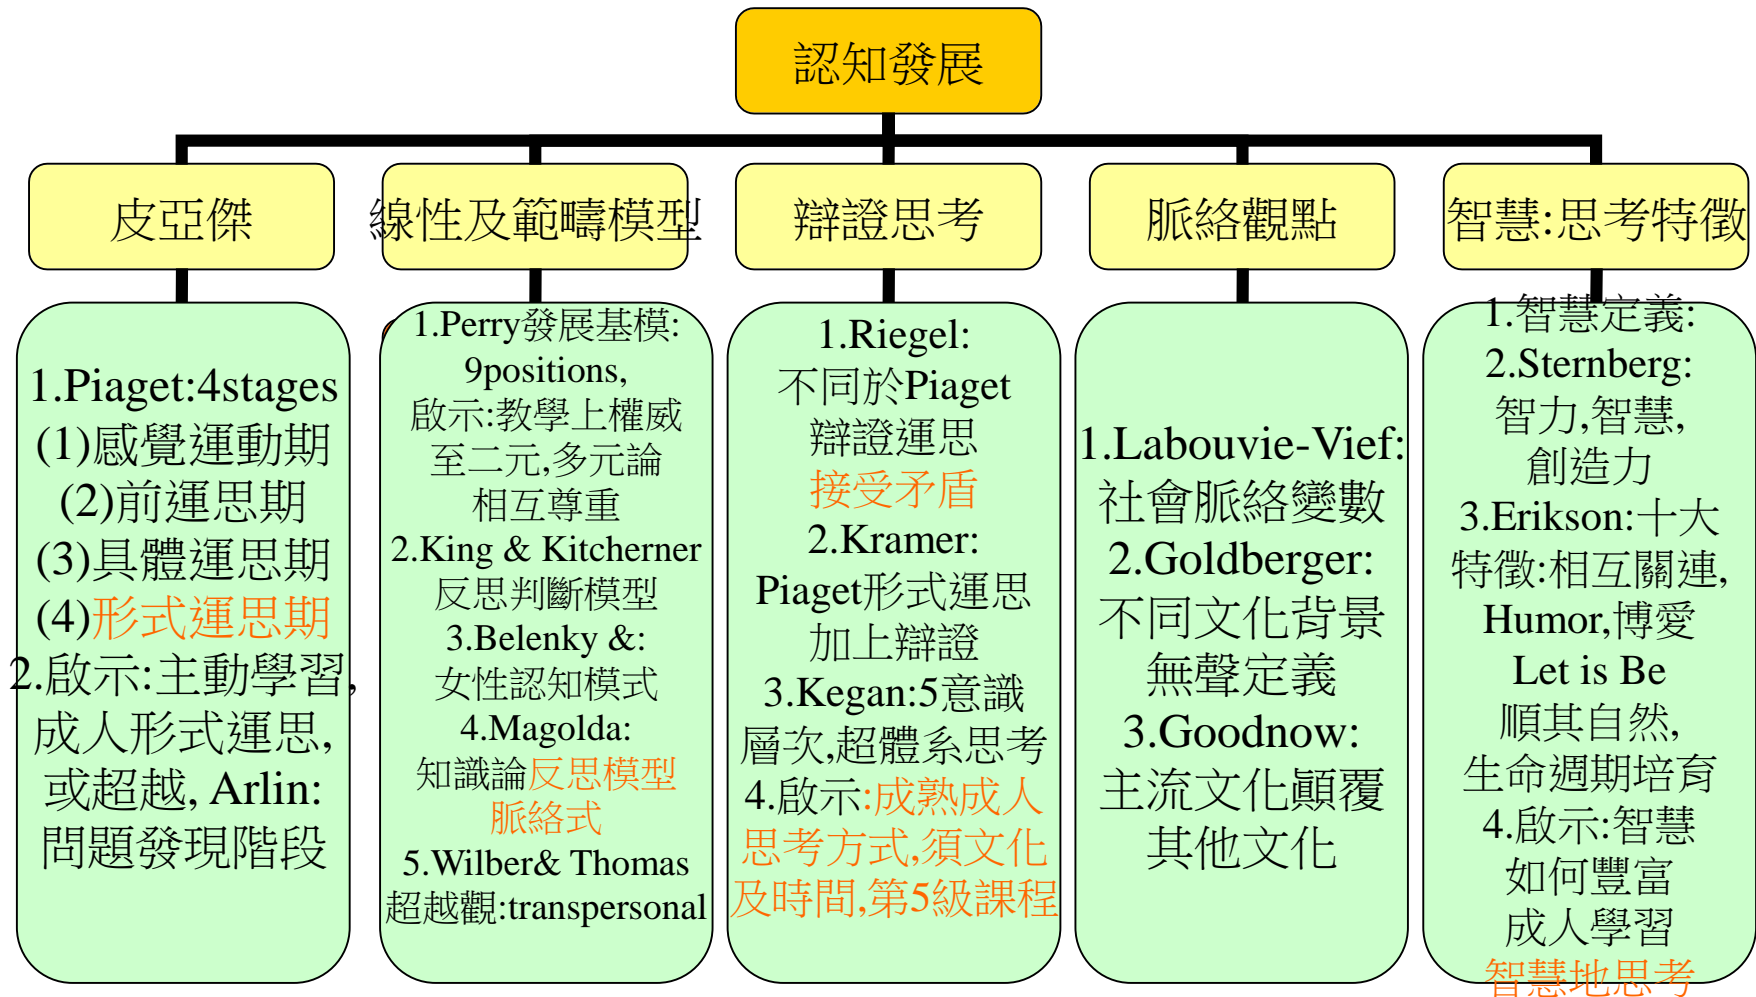 認知發展
皮亞傑
線性及範疇模型
辯證思考
脈絡觀點
智慧:思考特徵
1.Piaget:4stages
(1)感覺運動期
(2)前運思期
(3)具體運思期
(4)形式運思期
2.啟示:主動學習,
成人形式運思,
或超越, Arlin:
問題發現階段
1.Perry發展基模:
9positions,
啟示:教學上權威
至二元,多元論
相互尊重
2.King & Kitcherner
反思判斷模型
3.Belenky &:
女性認知模式
4.Magolda:
知識論反思模型
脈絡式
5.Wilber& Thomas
超越觀:transpersonal
1.Riegel:
不同於Piaget
辯證運思
接受矛盾
2.Kramer:
Piaget形式運思
加上辯證
3.Kegan:5意識
層次,超體系思考
4.啟示:成熟成人
思考方式,須文化
及時間,第5級課程
1.Labouvie-Vief:
社會脈絡變數
2.Goldberger:
不同文化背景
無聲定義
3.Goodnow:
主流文化顛覆
其他文化
1.智慧定義:
2.Sternberg:
智力,智慧,
創造力
3.Erikson:十大
特徵:相互關連,
Humor,博愛
Let is Be
順其自然,
生命週期培育
4.啟示:智慧
如何豐富
成人學習
智慧地思考